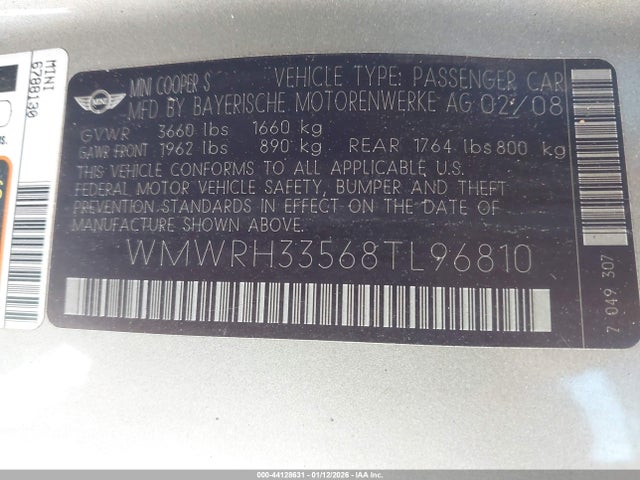 MINI
6788130
MINI
MINI COOPER S VEHICLE TYPE: PASSENGER CAR
MFD BY BAYERISCHE MOTORENWERKE AG 02/08
GVWR 3660 lbs 1660 kg
GAWR FRONT 1962 lbs 890 kg REAR 1764 lbs 800 kg
THIS VEHICLE CONFORMS TO ALL APPLICABLE U.S.
FEDERAL MOTOR VEHICLE SAFETY, BUMPER AND THEFT
PREVENTION STANDARDS IN EFFECT ON THE DATE OF
MANUFACTURE SHOWN ABOVE.
WMWRH33568TL96810
7 049 307
000-44128631 - 01/12/2026 - IAA Inc.